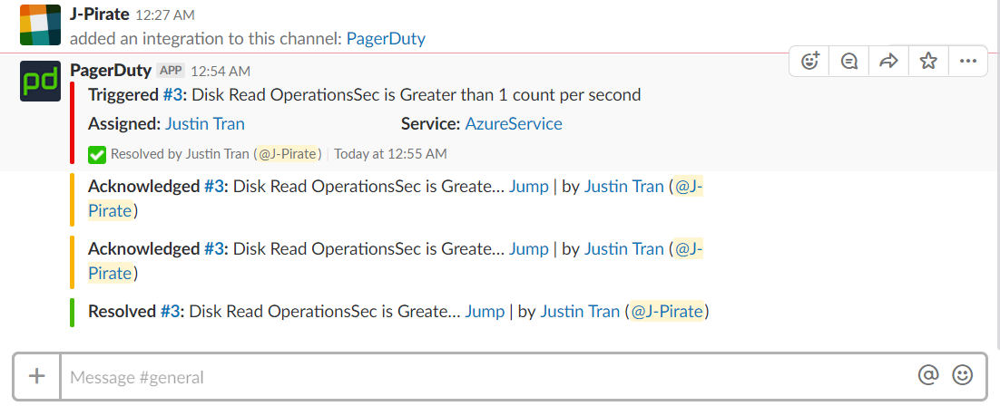 J-Pirate 12:27 AM
added an integration to this channel: PagerDuty
pd
PagerDuty APP 12:54 AM
Triggered #3: Disk Read OperationsSec is Greater than 1 count per second
Assigned: Justin Tran Service: AzureService
Resolved by Justin Tran (@J-Pirate) | Today at 12:55 AM
Acknowledged #3: Disk Read OperationsSec is Greate... Jump | by Justin Tran (@J-
Pirate)
Acknowledged #3: Disk Read OperationsSec is Greate... Jump | by Justin Tran (@J-
Pirate)
Resolved #3: Disk Read OperationsSec is Greate... Jump | by Justin Tran (@J-Pirate)
+ Message #general @